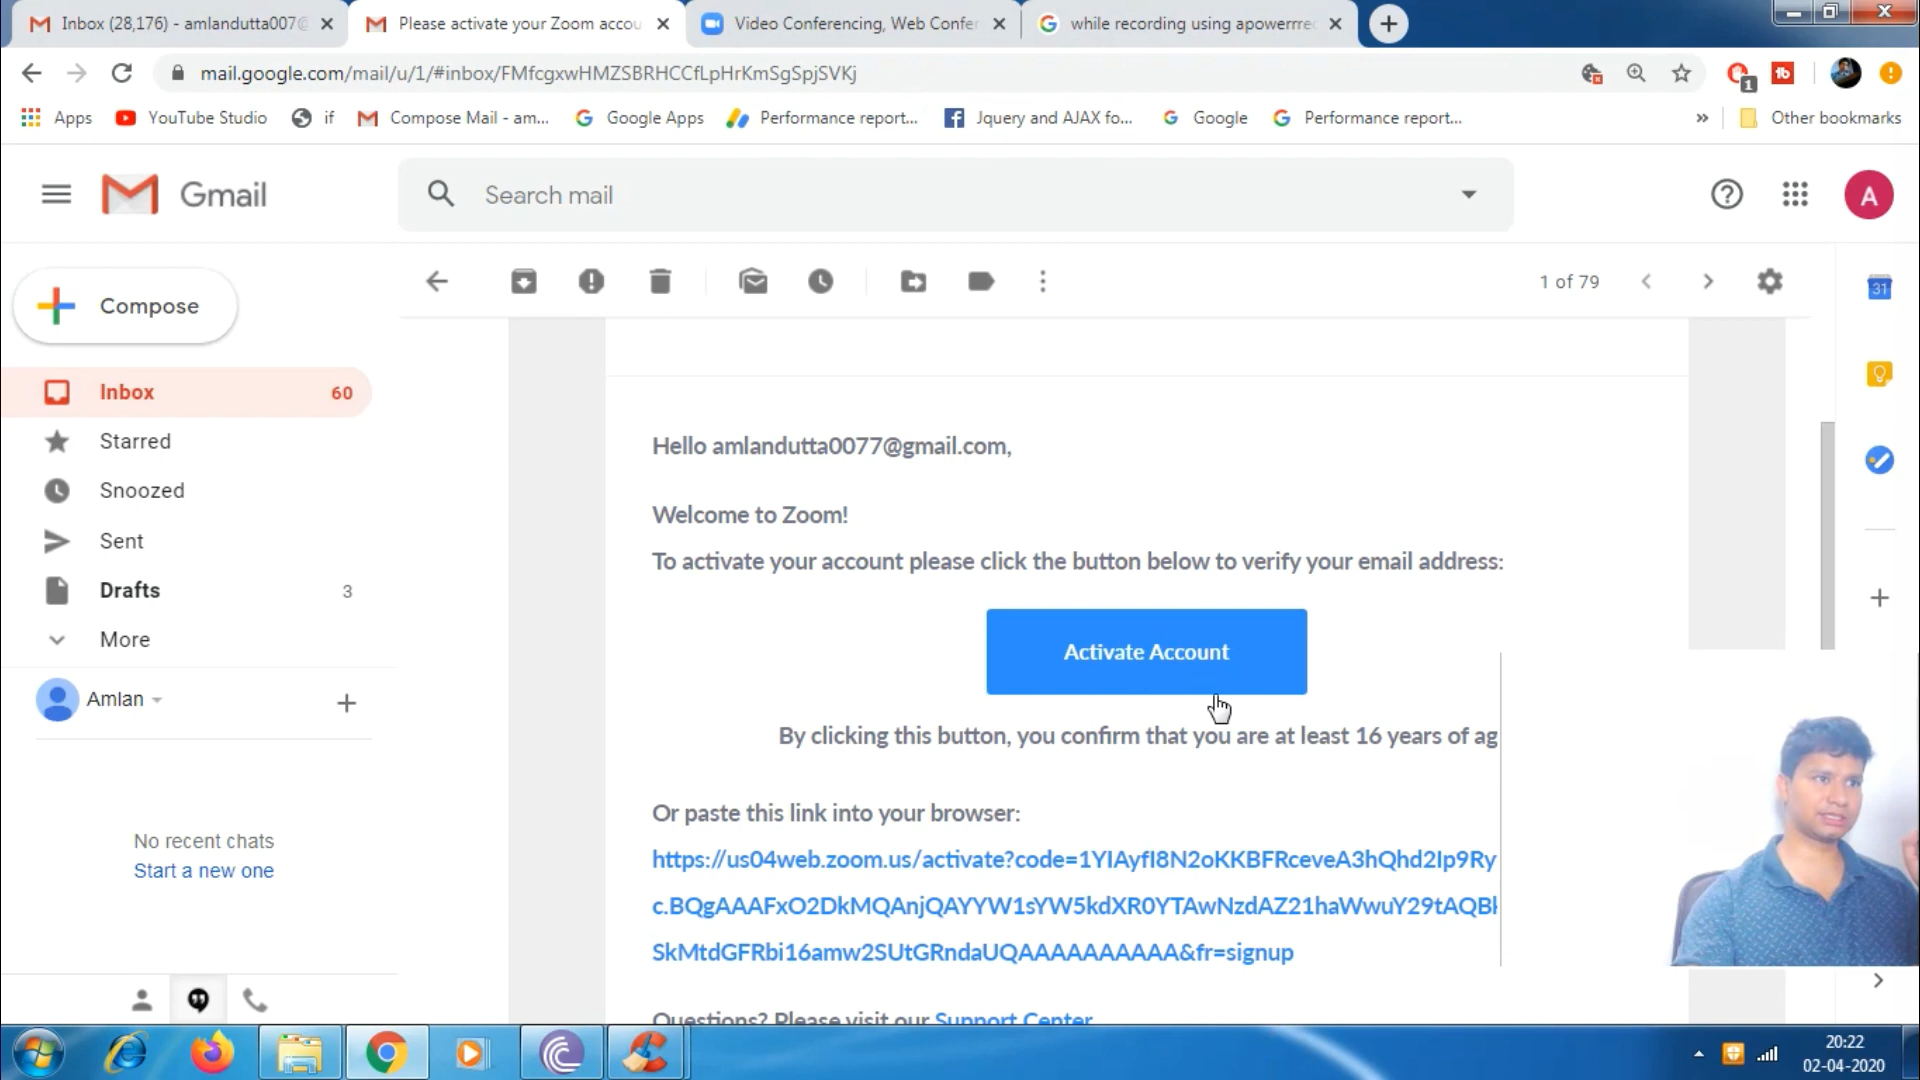 Inbox (28,176) - amlandutta007@
Please activate your Zoom accou
Video Conferencing, Web Confer
while recording using apowerrrec
mail.google.com/mail/u/1/#inbox/FMfcgxwHMZSBRHCCfLpHrKmSgSpjSVKj
1
Apps
YouTube Studio
if
Compose Mail - am...
Google Apps
Performance report...
Jquery and AJAX fo...
Google
Performance report...
»
Other bookmarks
Gmail
Search mail
A
Compose
1 of 79
31
Inbox 60
Starred
Snoozed
Sent
Drafts 3
More
Amlan
No recent chats
Start a new one
Hello amlandutta0077@gmail.com,
Welcome to Zoom!
To activate your account please click the button below to verify your email address:
Activate Account
By clicking this button, you confirm that you are at least 16 years of ag
Or paste this link into your browser:
https://us04web.zoom.us/activate?code=1YIAyfI8N2oKKBFRceveA3hQhd2Ip9Ry
c.BQgAAAFxO2DkMQAnjQAYYW1sYW5kdXR0YTAwNzdAZ21haWwuY29tAQB
SkMtdGFRbi16amw2SUtGRndaUQAAAAAAAAAA&fr=signup
Questions? Please visit our Support Center
20:22
02-04-2020